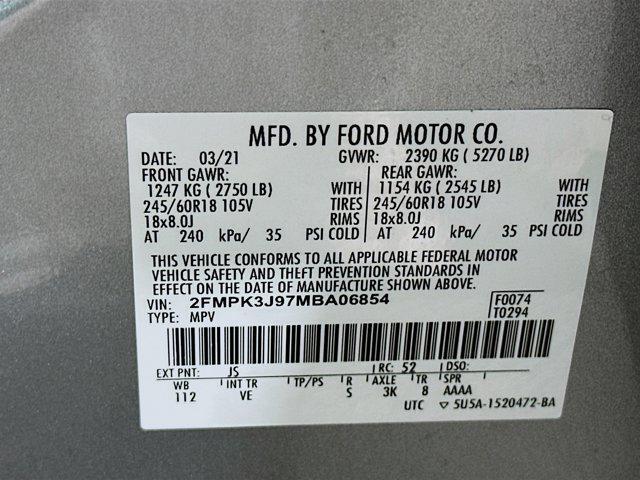 MFD. BY FORD MOTOR CO.
DATE: 03/21 GVWR: 2390 KG ( 5270 LB)
FRONT GAWR: REAR GAWR:
1247 KG ( 2750 LB) WITH 1154 KG ( 2545 LB) WITH
245/60R18 105V TIRES 245/60R18 105V TIRES
18x8.0J RIMS 18x8.0J RIMS
AT 240 kPa/ 35 PSI COLD AT 240 kPa/ 35 PSI COLD
THIS VEHICLE CONFORMS TO ALL APPLICABLE FEDERAL MOTOR
VEHICLE SAFETY AND THEFT PREVENTION STANDARDS IN
EFFECT ON THE DATE OF MANUFACTURE SHOWN ABOVE.
VIN: 2FMPK3J97MBA06854 F0074
TYPE: MPV T0294
EXT PNT: JS RC: 52 DSO:
WB INT TR TP/PS R AXLE TR SPR
112 VE S 3K 8 AAAA
UTC ▽ 5U5A-1520472-BA